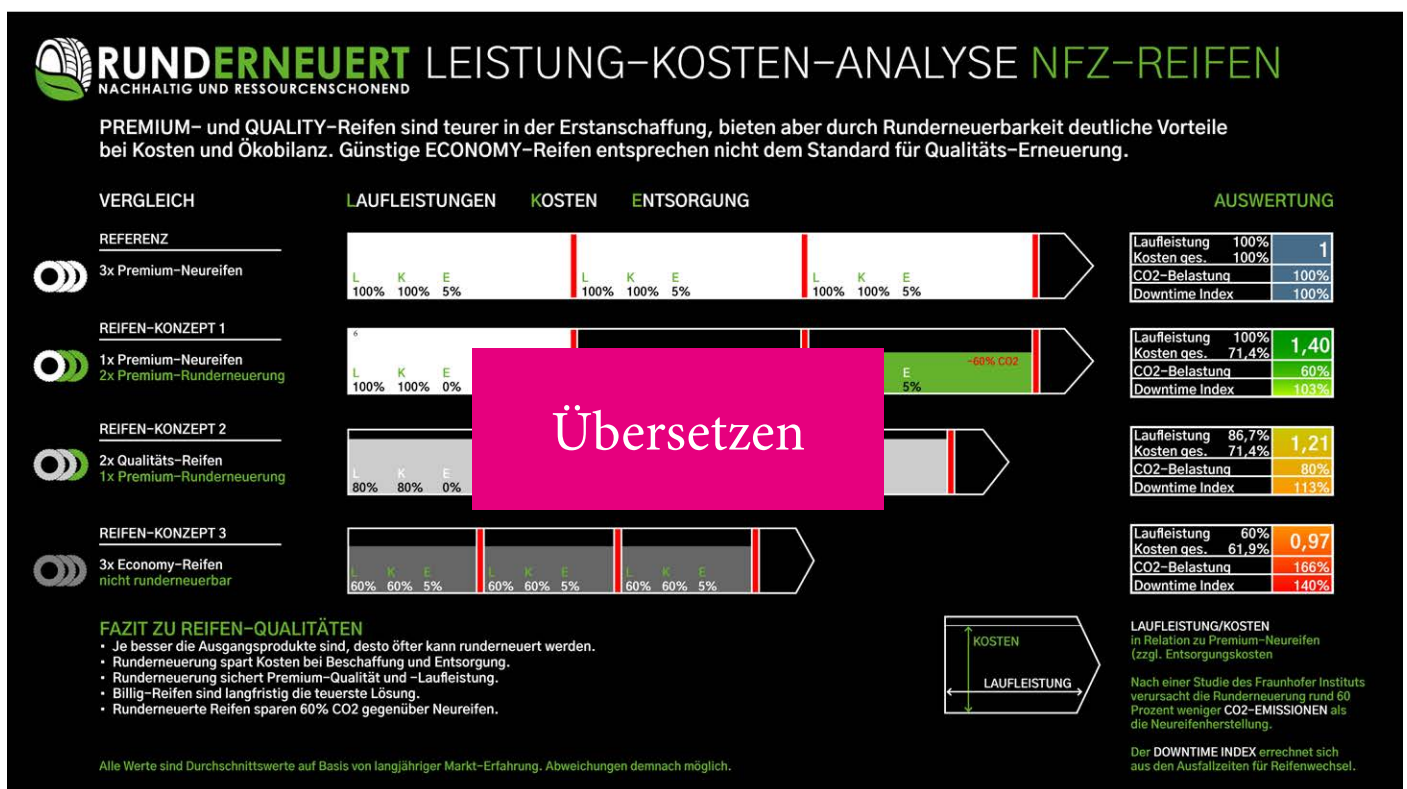 RUNDERNEUERT LEISTUNG-KOSTEN-ANALYSE NFZ-REIFEN
NACHHALTIG UND RESSOURCENSCHONEND
PREMIUM- und QUALITY-Reifen sind teurer in der Erstanschaffung, bieten aber durch Runderneuerbarkeit deutliche Vorteile
bei Kosten und Ökobilanz. Günstige ECONOMY-Reifen entsprechen nicht dem Standard für Qualitäts-Erneuerung.
VERGLEICH LAUFLEISTUNGEN KOSTEN ENTSORGUNG AUSWERTUNG
REFERENZ
3x Premium-Neureifen
L K E L K E L K E
100% 100% 5% 100% 100% 5% 100% 100% 5%
Laufleistung 100%
Kosten ges. 100%
1
CO2-Belastung 100%
Downtime Index 100%
REIFEN-KONZEPT 1
1x Premium-Neureifen
2x Premium-Runderneuerung
6
L K E
100% 100% 0%
-60% CO2
E
5%
Laufleistung 100%
Kosten ges. 71,4%
1,40
CO2-Belastung 60%
Downtime Index 103%
REIFEN-KONZEPT 2
2x Qualitäts-Reifen
1x Premium-Runderneuerung
L K E
80% 80% 0%
Übersetzen
Laufleistung 86,7%
Kosten ges. 71,4%
1,21
CO2-Belastung 80%
Downtime Index 113%
REIFEN-KONZEPT 3
3x Economy-Reifen
nicht runderneuerbar
L K E L K E L K E
60% 60% 5% 60% 60% 5% 60% 60% 5%
Laufleistung 60%
Kosten ges. 61,9%
0,97
CO2-Belastung 166%
Downtime Index 140%
FAZIT ZU REIFEN-QUALITÄTEN
• Je besser die Ausgangsprodukte sind, desto öfter kann runderneuert werden.
• Runderneuerung spart Kosten bei Beschaffung und Entsorgung.
• Runderneuerung sichert Premium-Qualität und -Laufleistung.
• Billig-Reifen sind langfristig die teuerste Lösung.
• Runderneuerte Reifen sparen 60% CO2 gegenüber Neureifen.
KOSTEN
LAUFLEISTUNG
LAUFLEISTUNG/KOSTEN
in Relation zu Premium-Neureifen
(zzgl. Entsorgungskosten
Nach einer Studie des Fraunhofer Instituts
verursacht die Runderneuerung rund 60
Prozent weniger CO2-EMISSIONEN als
die Neureifenherstellung.
Der DOWNTIME INDEX errechnet sich
aus den Ausfallzeiten für Reifenwechsel.
Alle Werte sind Durchschnittswerte auf Basis von langjähriger Markt-Erfahrung. Abweichungen demnach möglich.